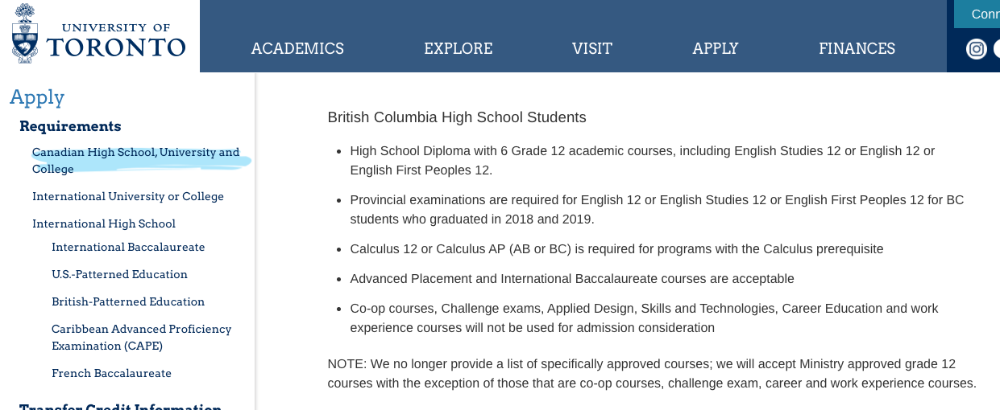 UNIVERSITY OF
TORONTO
ACADEMICS
EXPLORE
VISIT
APPLY
FINANCES
Apply
Requirements
Canadian High School, University and
College
International University or College
International High School
International Baccalaureate
U.S.-Patterned Education
British-Patterned Education
Caribbean Advanced Proficiency
Examination (CAPE)
French Baccalaureate
Transfer Credit Information
British Columbia High School Students
• High School Diploma with 6 Grade 12 academic courses, including English Studies 12 or English 12 or
English First Peoples 12.
• Provincial examinations are required for English 12 or English Studies 12 or English First Peoples 12 for BC
students who graduated in 2018 and 2019.
• Calculus 12 or Calculus AP (AB or BC) is required for programs with the Calculus prerequisite
• Advanced Placement and International Baccalaureate courses are acceptable
• Co-op courses, Challenge exams, Applied Design, Skills and Technologies, Career Education and work
experience courses will not be used for admission consideration
NOTE: We no longer provide a list of specifically approved courses; we will accept Ministry approved grade 12
courses with the exception of those that are co-op courses, challenge exam, career and work experience courses.